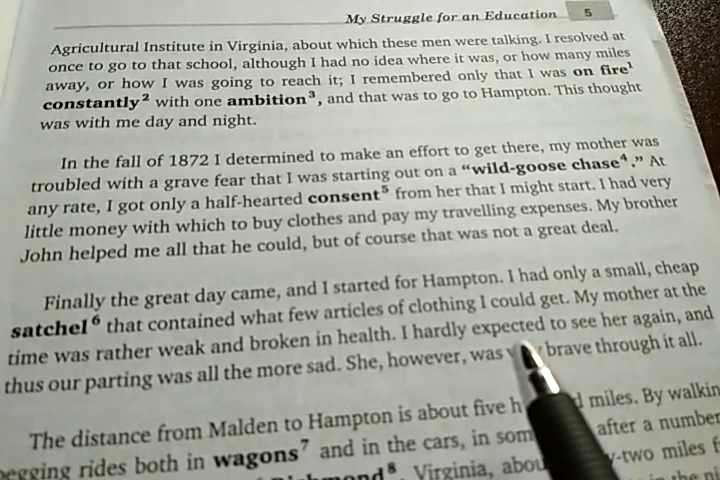 My Struggle for an Education 5
Agricultural Institute in Virginia, about which these men were talking. I resolved at
once to go to that school, although I had no idea where it was, or how many miles
away, or how I was going to reach it; I remembered only that I was on fire¹
constantly² with one ambition³, and that was to go to Hampton. This thought
was with me day and night.
In the fall of 1872 I determined to make an effort to get there, my mother was
troubled with a grave fear that I was starting out on a “wild-goose chase⁴.” At
any rate, I got only a half-hearted consent⁵ from her that I might start. I had very
little money with which to buy clothes and pay my travelling expenses. My brother
John helped me all that he could, but of course that was not a great deal.
Finally the great day came, and I started for Hampton. I had only a small, cheap
satchel⁶ that contained what few articles of clothing I could get. My mother at the
time was rather weak and broken in health. I hardly expected to see her again, and
thus our parting was all the more sad. She, however, was brave through it all.
The distance from Malden to Hampton is about five miles. By
rides both in wagons⁷ and in the cars, in after a number
Virginia, miles